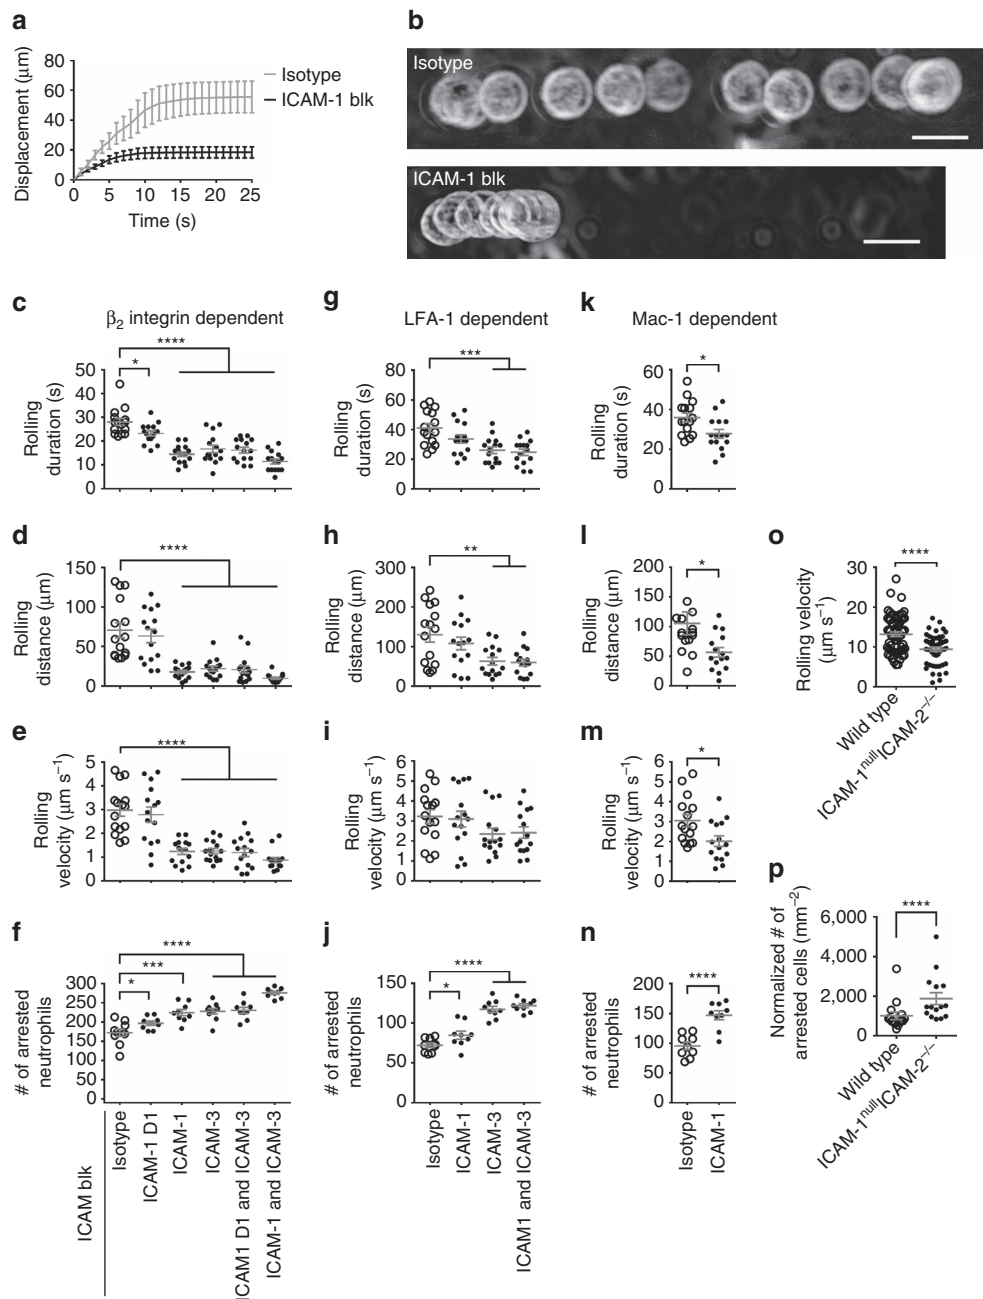 a
Displacement (μm)
80
60
40
20
0
0 5 10 15 20 25
Time (s)
Isotype
ICAM-1 blk
b
Isotype
ICAM-1 blk
c
β2 integrin dependent
****
*
Rolling
duration (s)
50
40
30
20
10
0
g
LFA-1 dependent
***
Rolling
duration (s)
80
60
40
20
0
k
Mac-1 dependent
*
Rolling
duration (s)
60
40
20
0
d
****
Rolling
distance (μm)
150
100
50
0
h
**
Rolling
distance (μm)
300
200
100
0
l
*
Rolling
distance (μm)
200
150
100
50
0
o
****
Rolling velocity
(μm s−1)
30
20
10
0
Wild type
ICAM-1nullICAM-2−/−
e
****
Rolling
velocity (μm s−1)
5
4
3
2
1
0
i
Rolling
velocity (μm s−1)
6
5
4
3
2
1
0
m
*
Rolling
velocity (μm s−1)
6
5
4
3
2
1
0
p
****
Normalized # of
arrested cells (mm−2)
6,000
4,000
2,000
0
Wild type
ICAM-1nullICAM-2−/−
f
****
***
*
# of arrested
neutrophils
300
250
200
150
100
50
0
ICAM blk
Isotype
ICAM-1 D1
ICAM-1
ICAM-3
ICAM1 D1 and ICAM-3
ICAM-1 and ICAM-3
j
****
*
# of arrested
neutrophils
150
100
50
0
Isotype
ICAM-1
ICAM-3
ICAM1 and ICAM-3
n
****
# of arrested
neutrophils
200
150
100
50
0
Isotype
ICAM-1